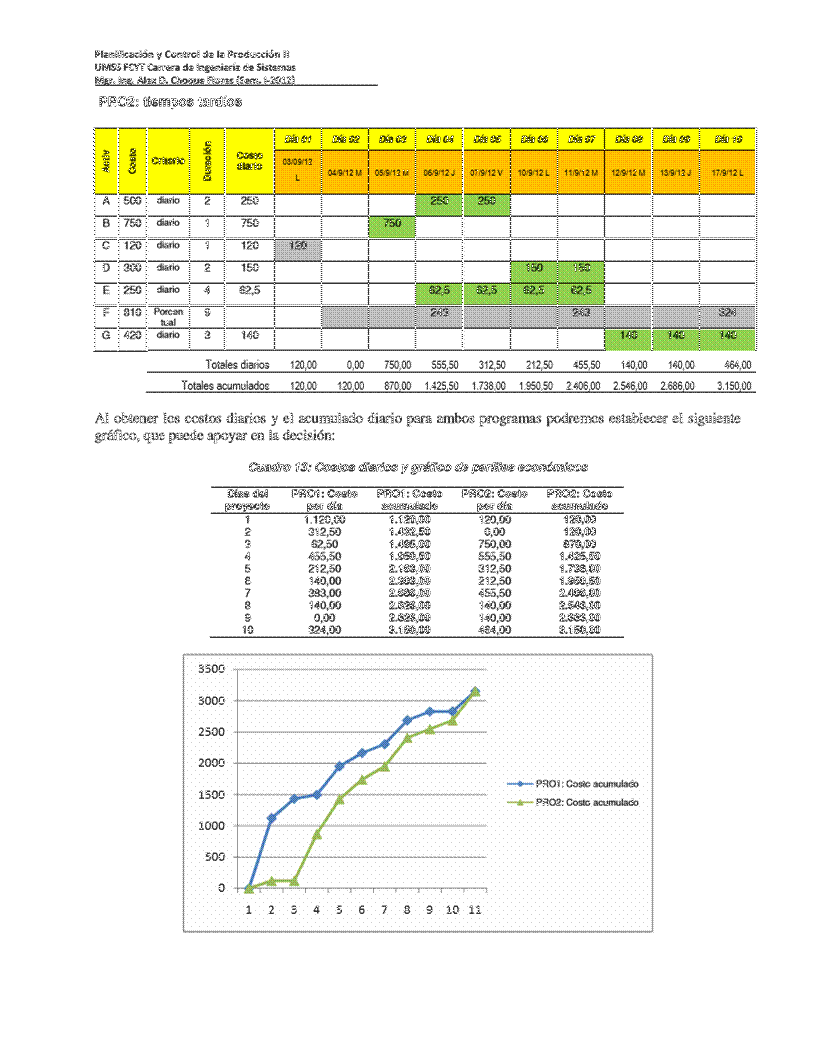 Planificación y Control de la Producción II
UMSS FCYT Carrera de Ingeniería de Sistemas
Mgr. Ing. Alex D. Choque Flores (Sem. I-2012)
PRO2: tiempos tardíos
Activ Costo Criterio Duración Costo diario Día 01 Día 02 Día 03 Día 04 Día 05 Día 06 Día 07 Día 08 Día 09 Día 10
03/09/12 L 04/9/12 M 05/9/12 M 06/9/12 J 07/9/12 V 10/9/12 L 11/9/12 M 12/9/12 M 13/9/12 J 17/9/12 L
A 500 diario 2 250 250 250
B 750 diario 1 750 750
C 120 diario 1 120 120
D 300 diario 2 150 150 150
E 250 diario 4 62,5 62,5 62,5 62,5 62,5
F 810 Porcen tual 9 243 243 324
G 420 diario 3 140 140 140 140
Totales diarios 120,00 0,00 750,00 555,50 312,50 212,50 455,50 140,00 140,00 464,00
Totales acumulados 120,00 120,00 870,00 1.425,50 1.738,00 1.950,50 2.406,00 2.546,00 2.686,00 3.150,00
Al obtener los costos diarios y el acumulado diario para ambos programas podremos establecer el siguiente
gráfico, que puede apoyar en la decisión:
Cuadro 13: Costos diarios y gráfico de perfiles económicos
Días del PRO1: Costo PRO1: Costo PRO2: Costo PRO2: Costo
proyecto por día acumulado por día acumulado
1 1.120,00 1.120,00 120,00 120,00
2 312,50 1.432,50 0,00 120,00
3 62,50 1.495,00 750,00 870,00
4 455,50 1.950,50 555,50 1.425,50
5 212,50 2.163,00 312,50 1.738,00
6 140,00 2.303,00 212,50 1.950,50
7 383,00 2.686,00 455,50 2.406,00
8 140,00 2.826,00 140,00 2.546,00
9 0,00 2.826,00 140,00 2.686,00
10 324,00 3.150,00 464,00 3.150,00
3500
3000
2500
2000
1500
1000
500
0
1 2 3 4 5 6 7 8 9 10 11
PRO1: Costo acumulado
PRO2: Costo acumulado